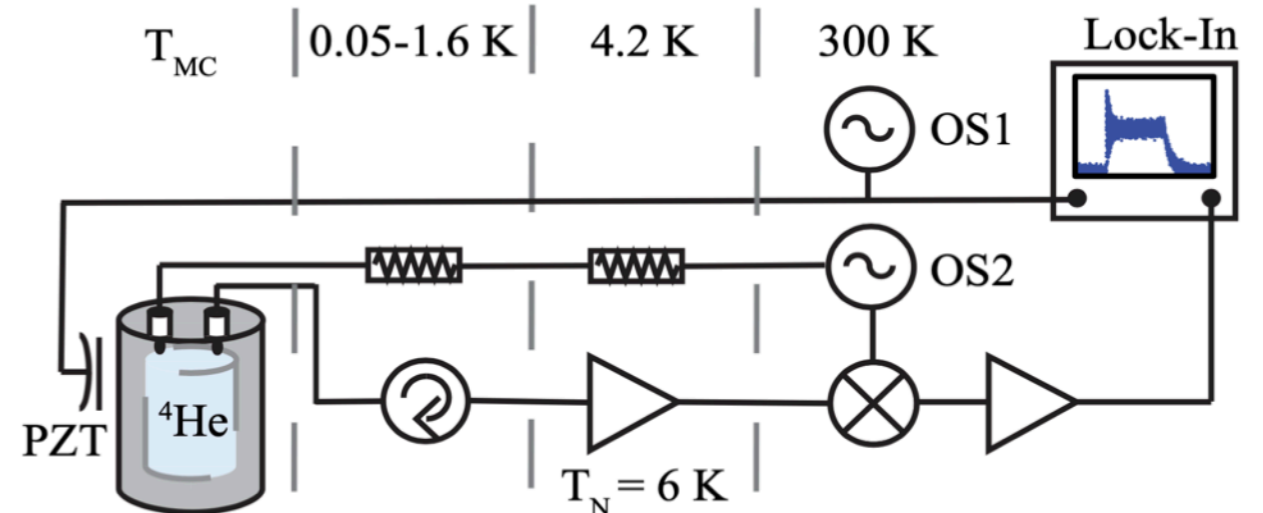 T_MC 0.05-1.6 K 4.2 K 300 K Lock-In
OS1
OS2
⁴He
PZT
T_N = 6 K